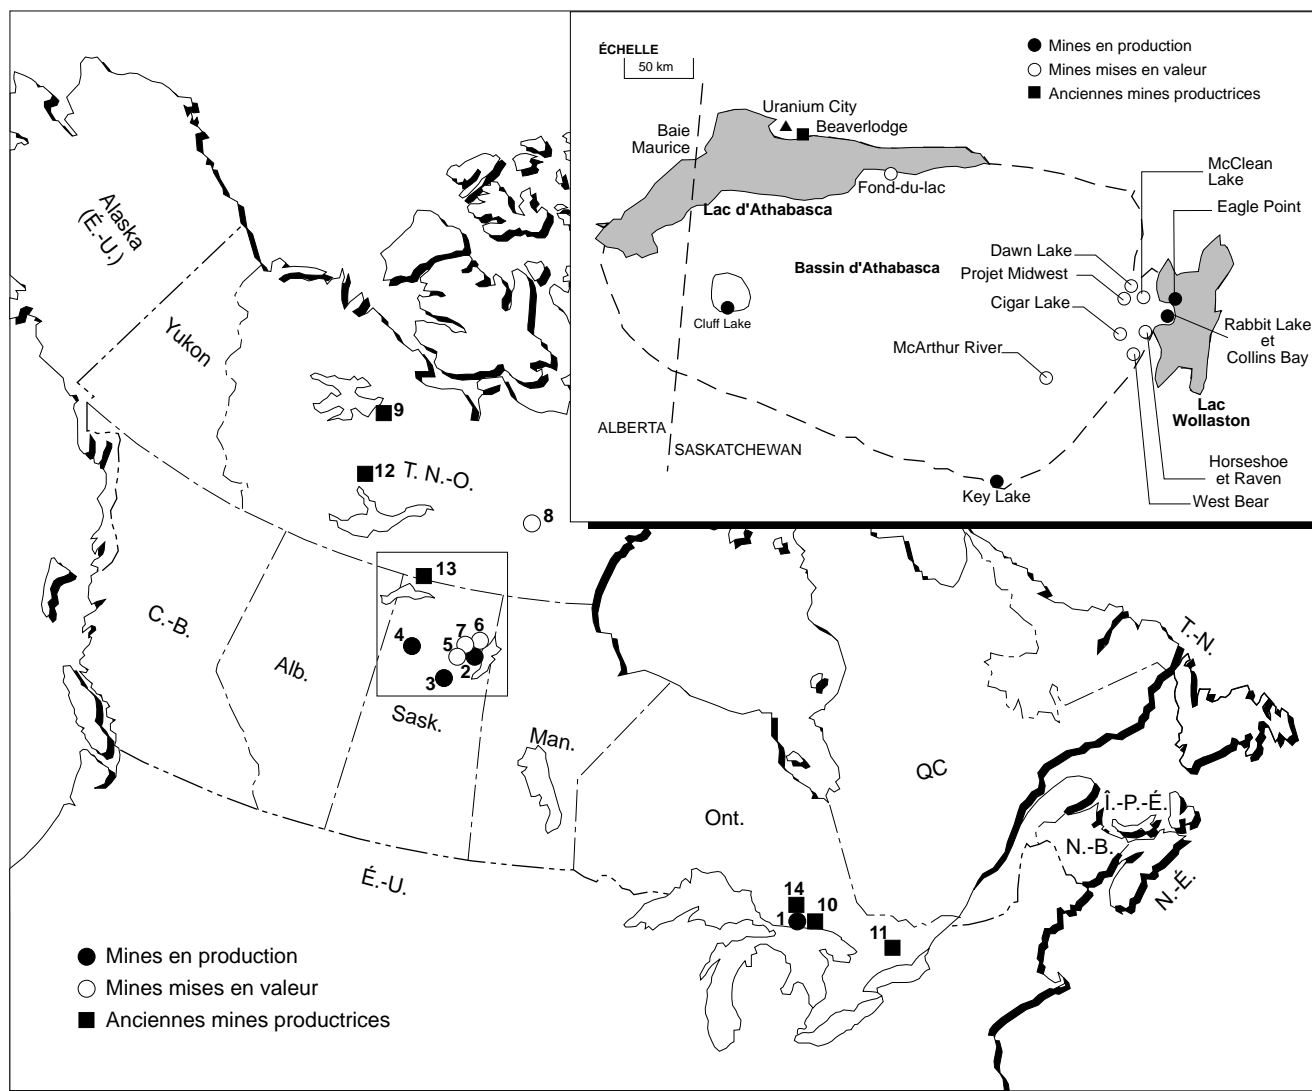 ÉCHELLE
50 km
Mines en production
Mines mises en valeur
Anciennes mines productrices
Uranium City
Beaverlodge
Baie
Maurice
Fond-du-lac
McClean
Lake
Eagle Point
Lac d'Athabasca
Dawn Lake
Projet Midwest
Bassin d'Athabasca
Cigar Lake
Cluff Lake
Rabbit Lake
et
Collins Bay
McArthur River
Lac
Wollaston
ALBERTA
SASKATCHEWAN
Horseshoe
et Raven
Key Lake
West Bear
Alaska
(É.-U.)
Yukon
9
12
T. N.-O.
8
13
C.-B.
4
7
6
5
2
3
Alb.
Sask.
Man.
T.-N.
QC
Ont.
Î.-P.-É.
N.-B.
N.-É.
É.-U.
14
1
10
11
Mines en production
Mines mises en valeur
Anciennes mines productrices